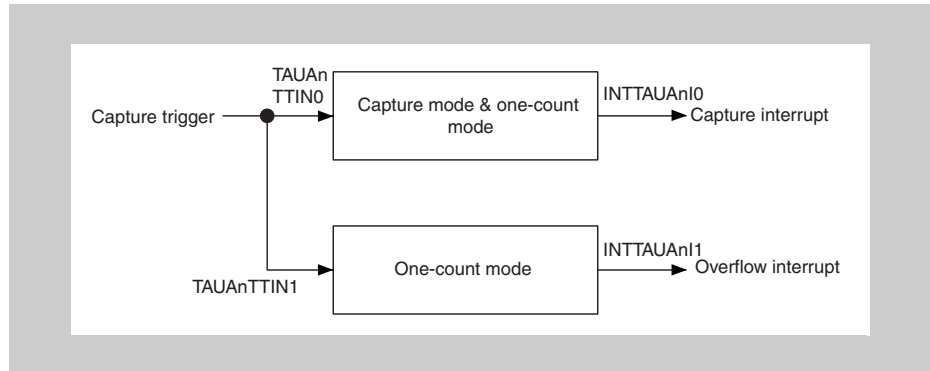 TAUAn
TTIN0
Capture trigger
Capture mode & one-count
mode
INTTAUAnI0
Capture interrupt
TAUAnTTIN1
One-count mode
INTTAUAnI1
Overflow interrupt